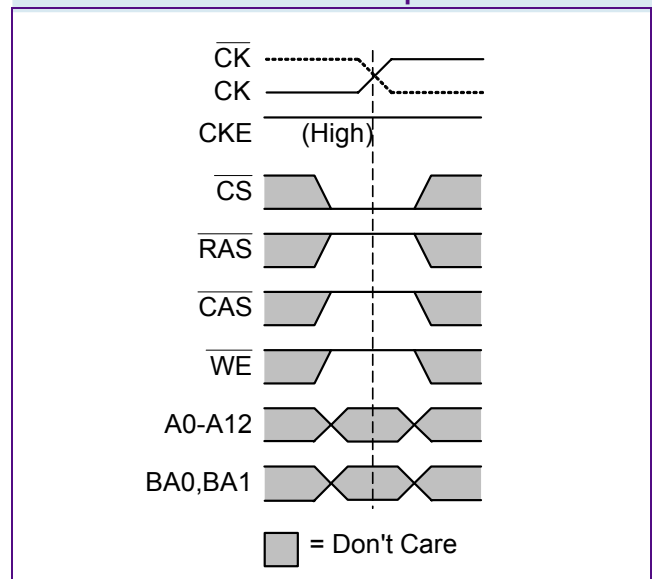 CK
CK
CKE (High)
CS
RAS
CAS
WE
A0-A12
BA0,BA1
= Don't Care